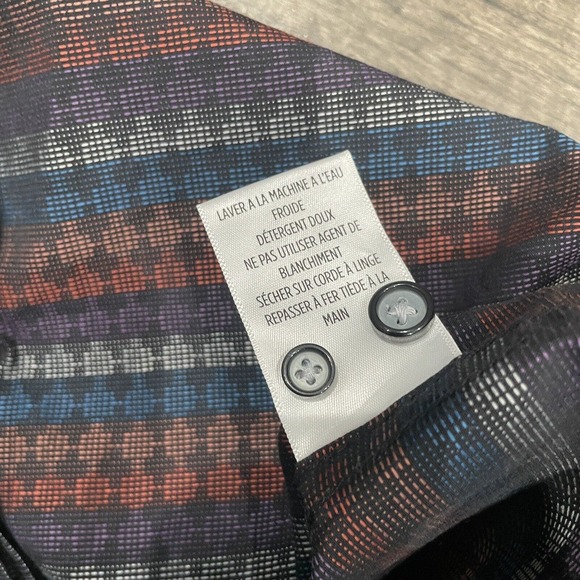 LAVER A LA MACHINE A L'EAU
FROIDE
DÉTERGENT DOUX
NE PAS UTILISER AGENT DE
BLANCHIMENT
SÉCHER SUR CORDE À LINGE
REPASSER À FER TIÈDE À LA
MAIN